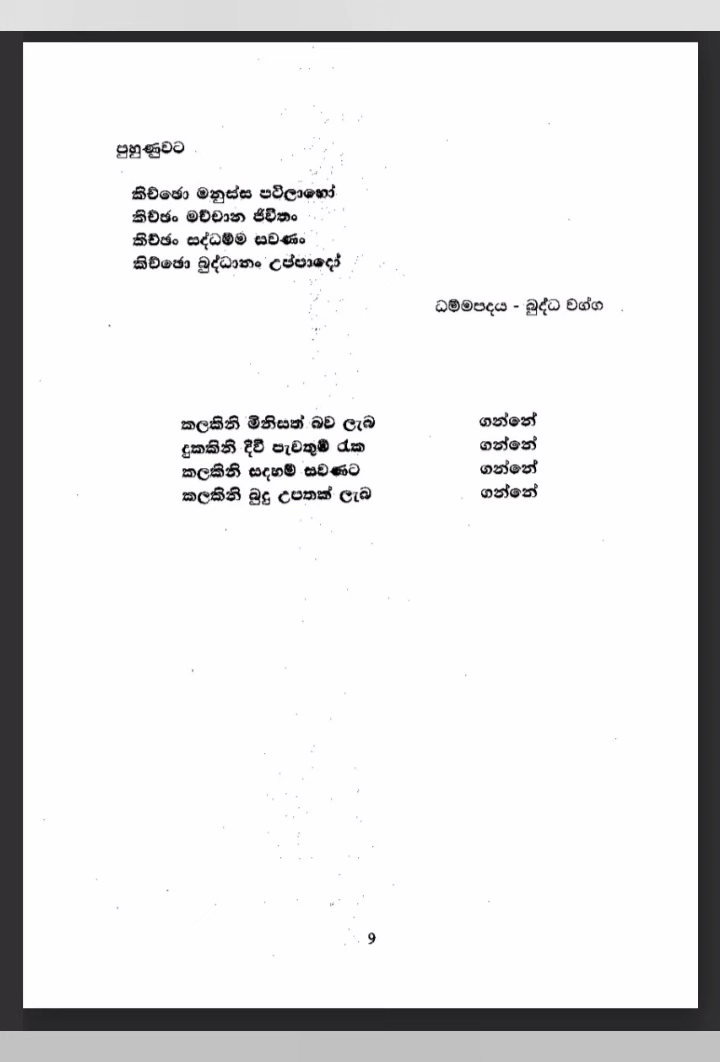 පුහුණුවට
කිච්ඡො මනුස්ස පටිලාභෝ
කිච්ඡං මච්චාන ජිවිතං
කිච්ඡං සද්ධම්ම සවණං
කිච්ඡො බුද්ධානං උප්පාදෝ
ධම්මපදය - බුද්ධ වග්ග
කලකිනි මිනිසත් බව ලැබ ගන්නේ
දුකකිනි දිවි පැවතුම් රැක ගන්නේ
කලකිනි සදහම් සවණට ගන්නේ
කලකිනි බුදු උපතක් ලැබ ගන්නේ
9